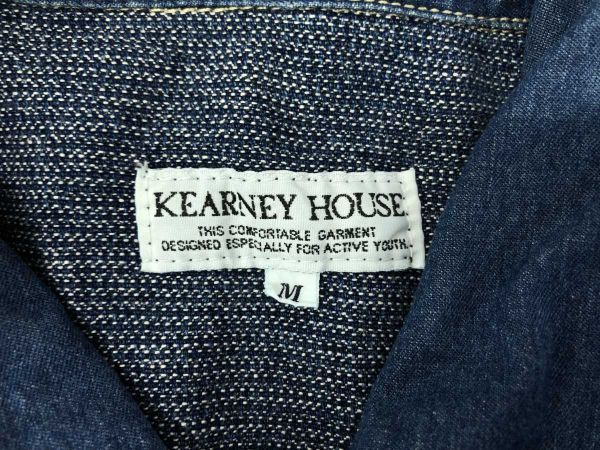 KEARNEY HOUSE
THIS COMFORTABLE GARMENT
DESIGNED ESPECIALLY FOR ACTIVE YOUTH.
M